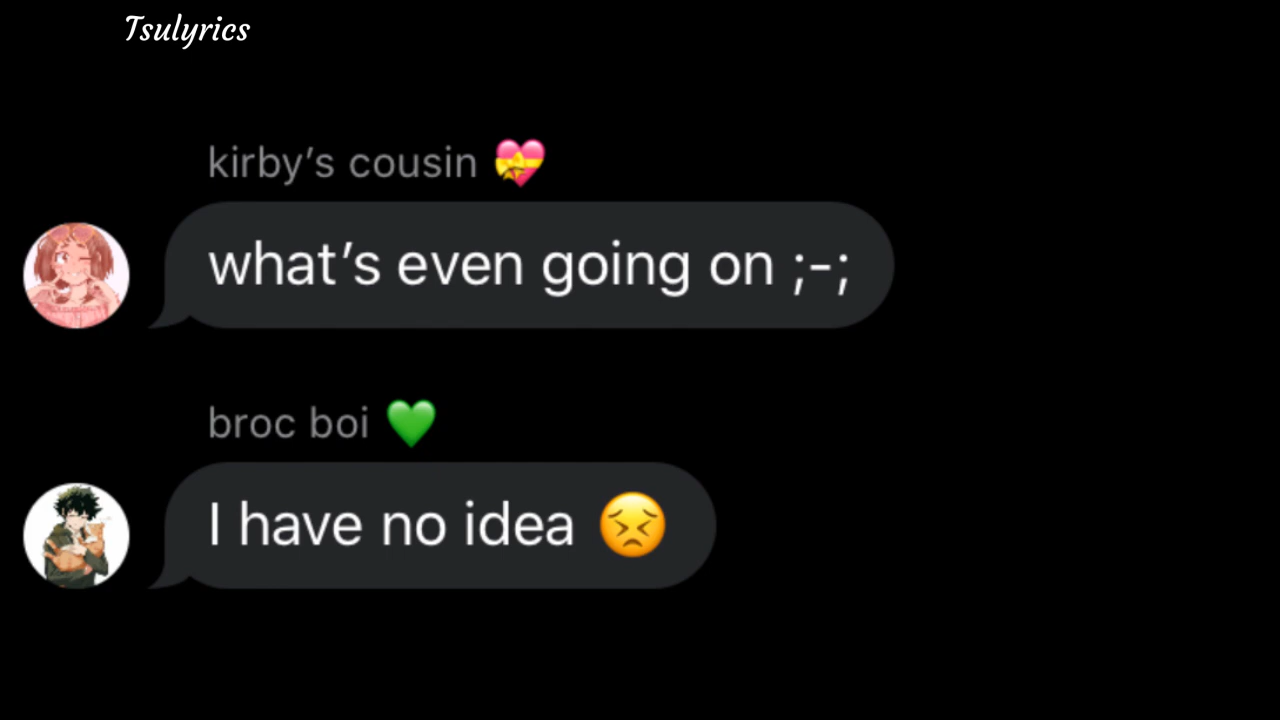 Tsulyrics
kirby’s cousin 💝
what’s even going on ;-;
broc boi 💚
I have no idea 😣